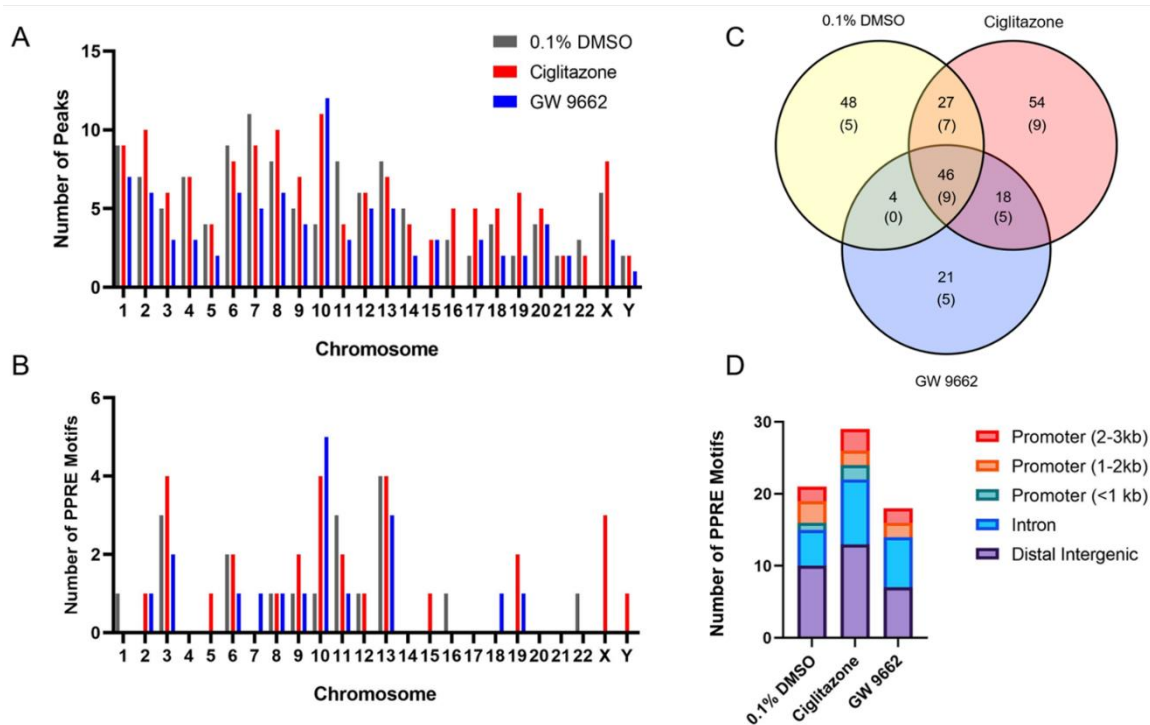 A
15
10
5
0
Number of Peaks
0.1% DMSO
Ciglitazone
GW 9662
1 2 3 4 5 6 7 8 9 10 11 12 13 14 15 16 17 18 19 20 21 22 X Y
Chromosome
B
6
4
2
0
Number of PPRE Motifs
1 2 3 4 5 6 7 8 9 10 11 12 13 14 15 16 17 18 19 20 21 22 X Y
Chromosome
C
0.1% DMSO
Ciglitazone
48
(5)
27
(7)
54
(9)
46
(9)
4
(0)
18
(5)
21
(5)
GW 9662
D
30
20
10
0
Number of PPRE Motifs
0.1% DMSO
Ciglitazone
GW 9662
Promoter (2-3kb)
Promoter (1-2kb)
Promoter (<1 kb)
Intron
Distal Intergenic